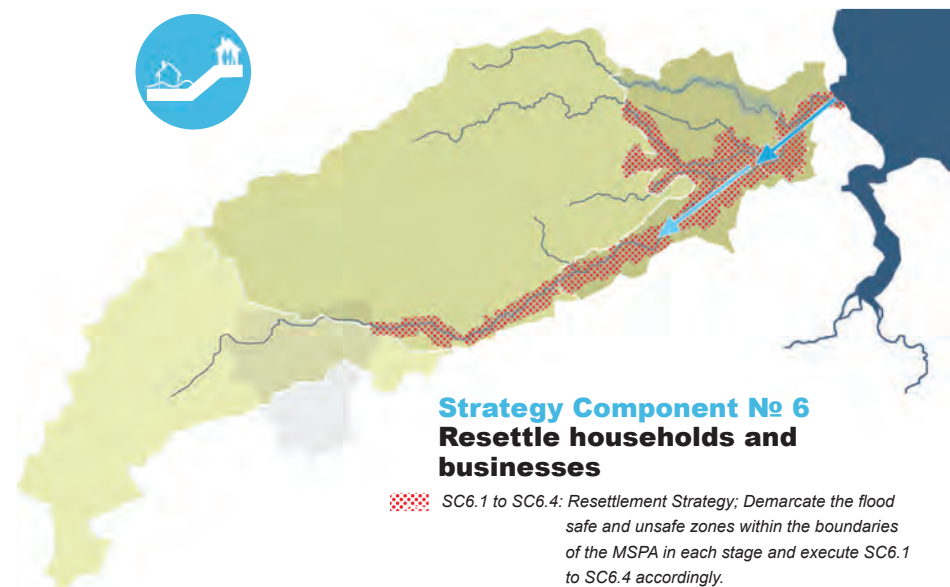 Strategy Component № 6
Resettle households and
businesses
SC6.1 to SC6.4: Resettlement Strategy; Demarcate the flood
safe and unsafe zones within the boundaries
of the MSPA in each stage and execute SC6.1
to SC6.4 accordingly.